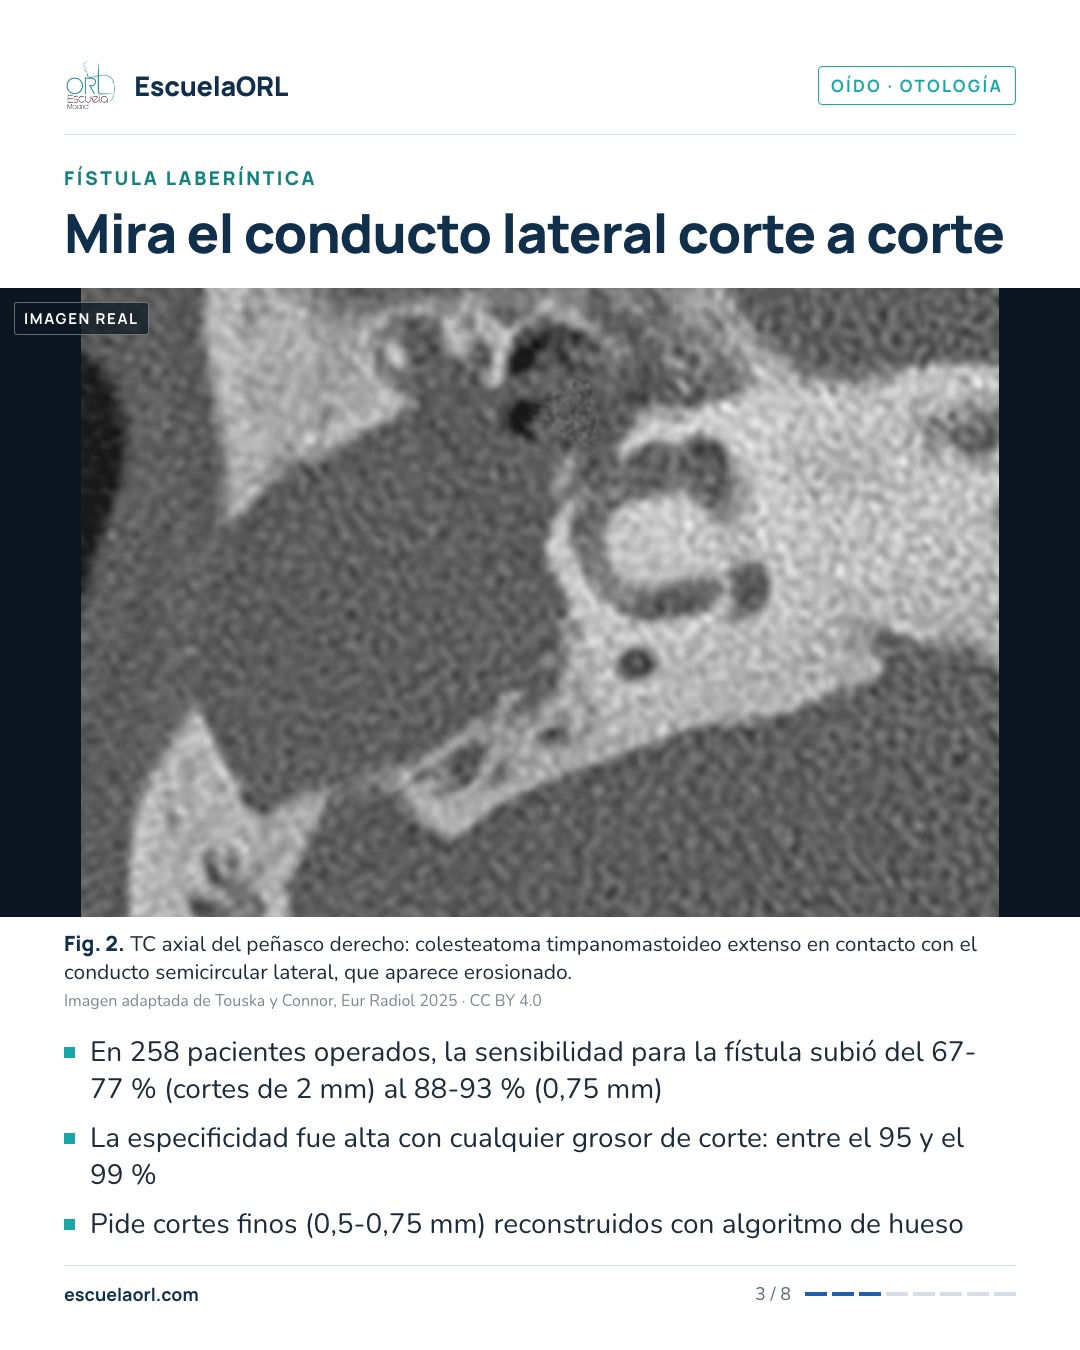 ORL
Escuela
Madrid
EscuelaORL
OÍDO · OTOLOGÍA
FÍSTULA LABERÍNTICA
Mira el conducto lateral corte a corte
IMAGEN REAL
Fig. 2. TC axial del peñasco derecho: colesteatoma timpanomastoideo extenso en contacto con el
conducto semicircular lateral, que aparece erosionado.
Imagen adaptada de Touska y Connor, Eur Radiol 2025 · CC BY 4.0
En 258 pacientes operados, la sensibilidad para la fístula subió del 67-
77 % (cortes de 2 mm) al 88-93 % (0,75 mm)
La especificidad fue alta con cualquier grosor de corte: entre el 95 y el
99 %
Pide cortes finos (0,5-0,75 mm) reconstruidos con algoritmo de hueso
escuelaorl.com
3 / 8